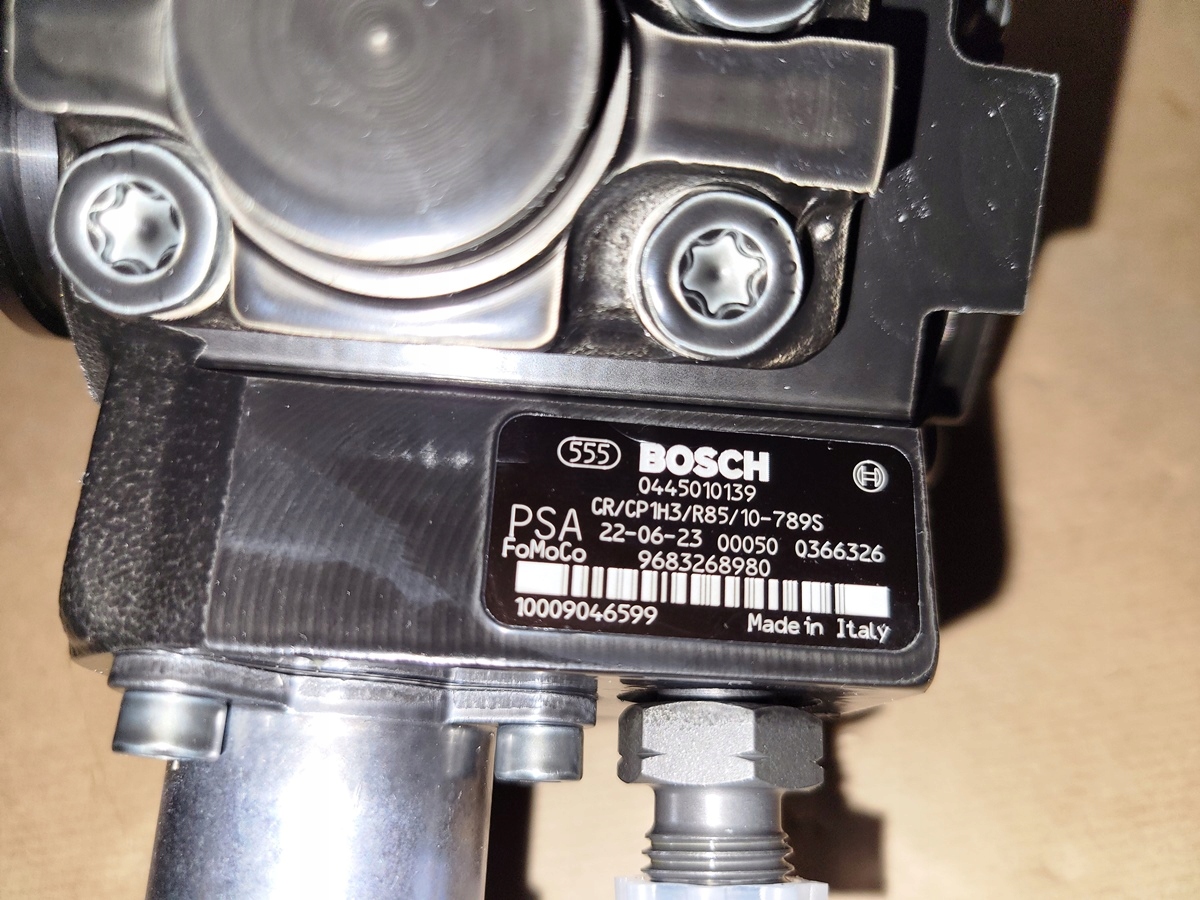 555 BOSCH
0445010139
CR/CP1H3/R85/10-789S
PSA 22-06-23 00050 0366326
FoMoCo 9683268980
10009046599 Made in Italy